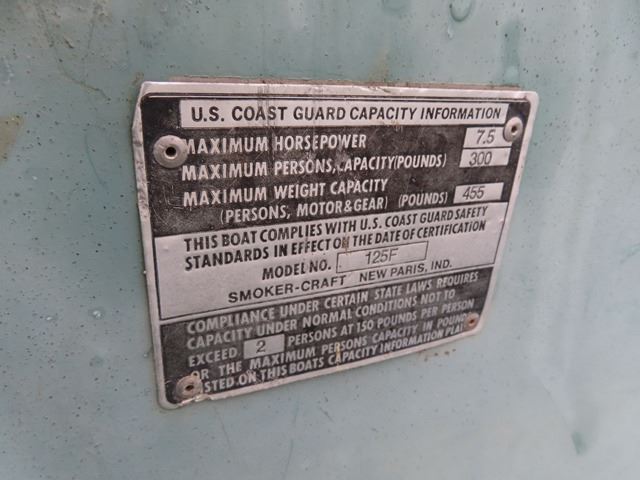 U.S. COAST GUARD CAPACITY INFORMATION
MAXIMUM HORSEPOWER 7.5
MAXIMUM PERSONS, CAPACITY(POUNDS) 300
MAXIMUM WEIGHT CAPACITY
(PERSONS, MOTOR&GEAR) (POUNDS) 455
THIS BOAT COMPLIES WITH U.S. COAST GUARD SAFETY
STANDARDS IN EFFECT ON THE DATE OF CERTIFICATION
MODEL NO. 125F
SMOKER-CRAFT NEW PARIS, IND.
COMPLIANCE UNDER CERTAIN STATE LAWS REQUIRES
CAPACITY UNDER NORMAL CONDITIONS NOT TO
EXCEED 2 PERSONS AT 150 POUNDS PER PERSON
OR THE MAXIMUM PERSONS CAPACITY IN POUND
ISTED ON THIS BOATS CAPACITY INFORMATION PLA